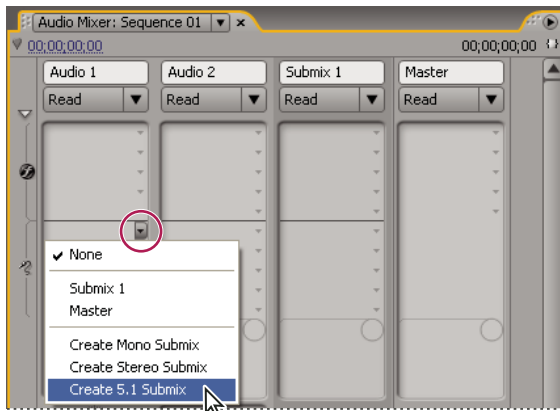 Audio Mixer: Sequence 01
00;00;00;00 00;00;00;00
Audio 1 Audio 2 Submix 1 Master
Read Read Read Read
None
Submix 1
Master
Create Mono Submix
Create Stereo Submix
Create 5.1 Submix